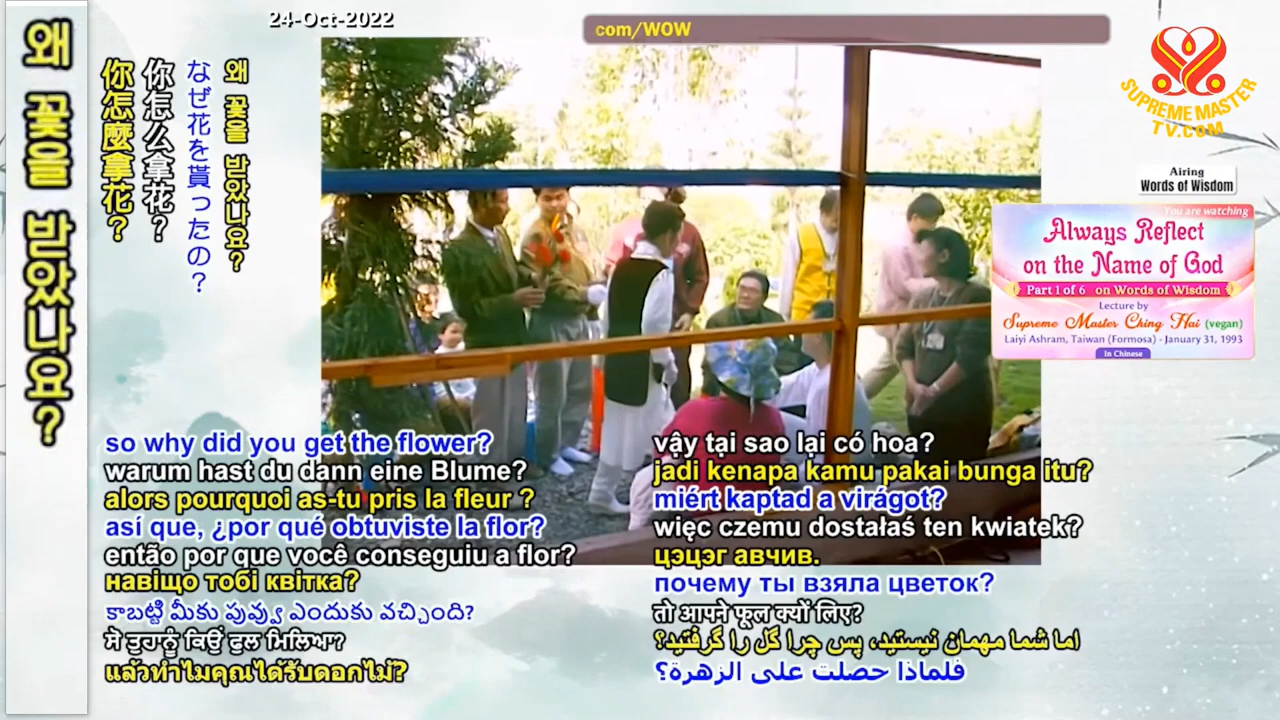 왜 꽃을 받았나요?
24-Oct-2022
com/WOW
SUPREME MASTER
TV.COM
你怎麼拿花？
你怎么拿花？
なぜ花を貰ったの？
왜 꽃을 받았나요?
Airing
Words of Wisdom
You are watching
Always Reflect
on the Name of God
Part 1 of 6 on Words of Wisdom
Lecture by
Supreme Master Ching Hai (vegan)
Laiyi Ashram, Taiwan (Formosa) - January 31, 1993
In Chinese
so why did you get the flower?
warum hast du dann eine Blume?
alors pourquoi as-tu pris la fleur ?
así que, ¿por qué obtuviste la flor?
então por que você conseguiu a flor?
навіщо тобі квітка?
కాబట్టి మీకు పువ్వు ఎందుకు వచ్చింది?
ਸੋ ਤੁਹਾਨੂੰ ਕਿਉਂ ਫੁਲ ਮਿਲਿਆ?
แล้วทำไมคุณได้รับดอกไม้?
vậy tại sao lại có hoa?
jadi kenapa kamu pakai bunga itu?
miért kaptad a virágot?
więc czemu dostałaś ten kwiatek?
цэцэг авчив.
почему ты взяла цветок?
तो आपने फूल क्यों लिए?
اما شما مهمان نیستید، پس چرا گل را گرفتید؟
فلماذا حصلت على الزهرة؟